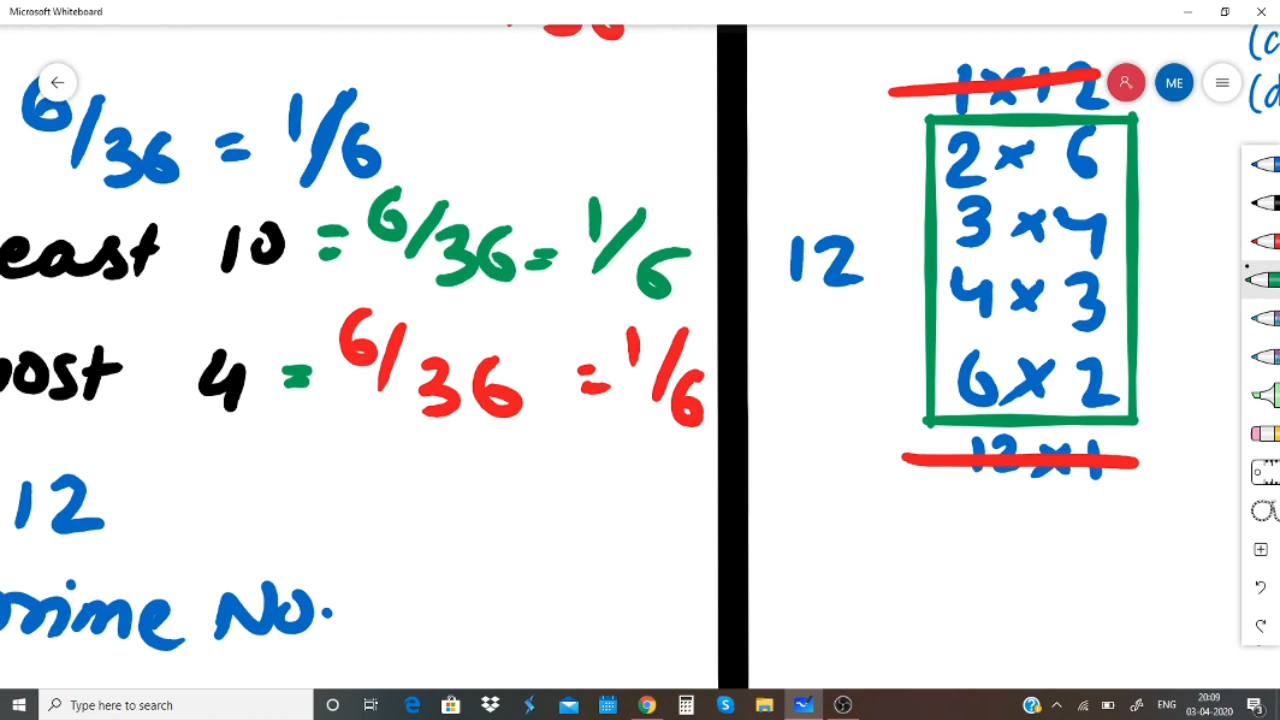 Microsoft Whiteboard
6/36 = 1/6
east 10 = 6/36 = 1/6
ost 4 = 6/36 = 1/6
12
rime No.
12
1 x 12
2 x 6
3 x 4
4 x 3
6 x 2
12 x 1
ME
(d
Type here to search
ENG
20:09
03-04-2020